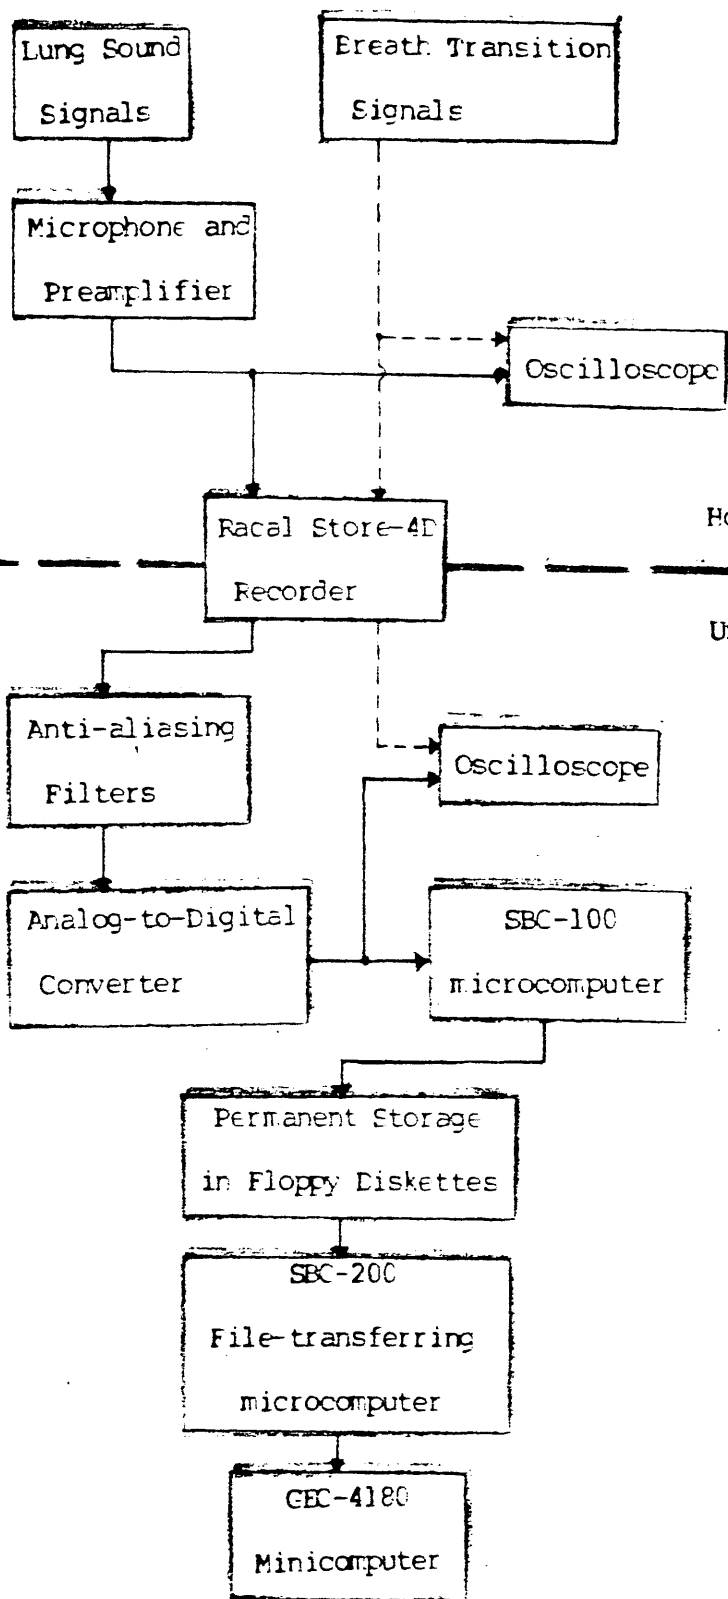 Lung Sound
Signals
Breath Transition
Signals
Microphone and
Preamplifier
Oscilloscope
Racal Store-4D
Recorder
Anti-aliasing
Filters
Oscilloscope
Analog-to-Digital
Converter
SBC-100
microcomputer
Permanent Storage
in Floppy Diskettes
SBC-200
File-transferring
microcomputer
GEC-4180
Minicomputer